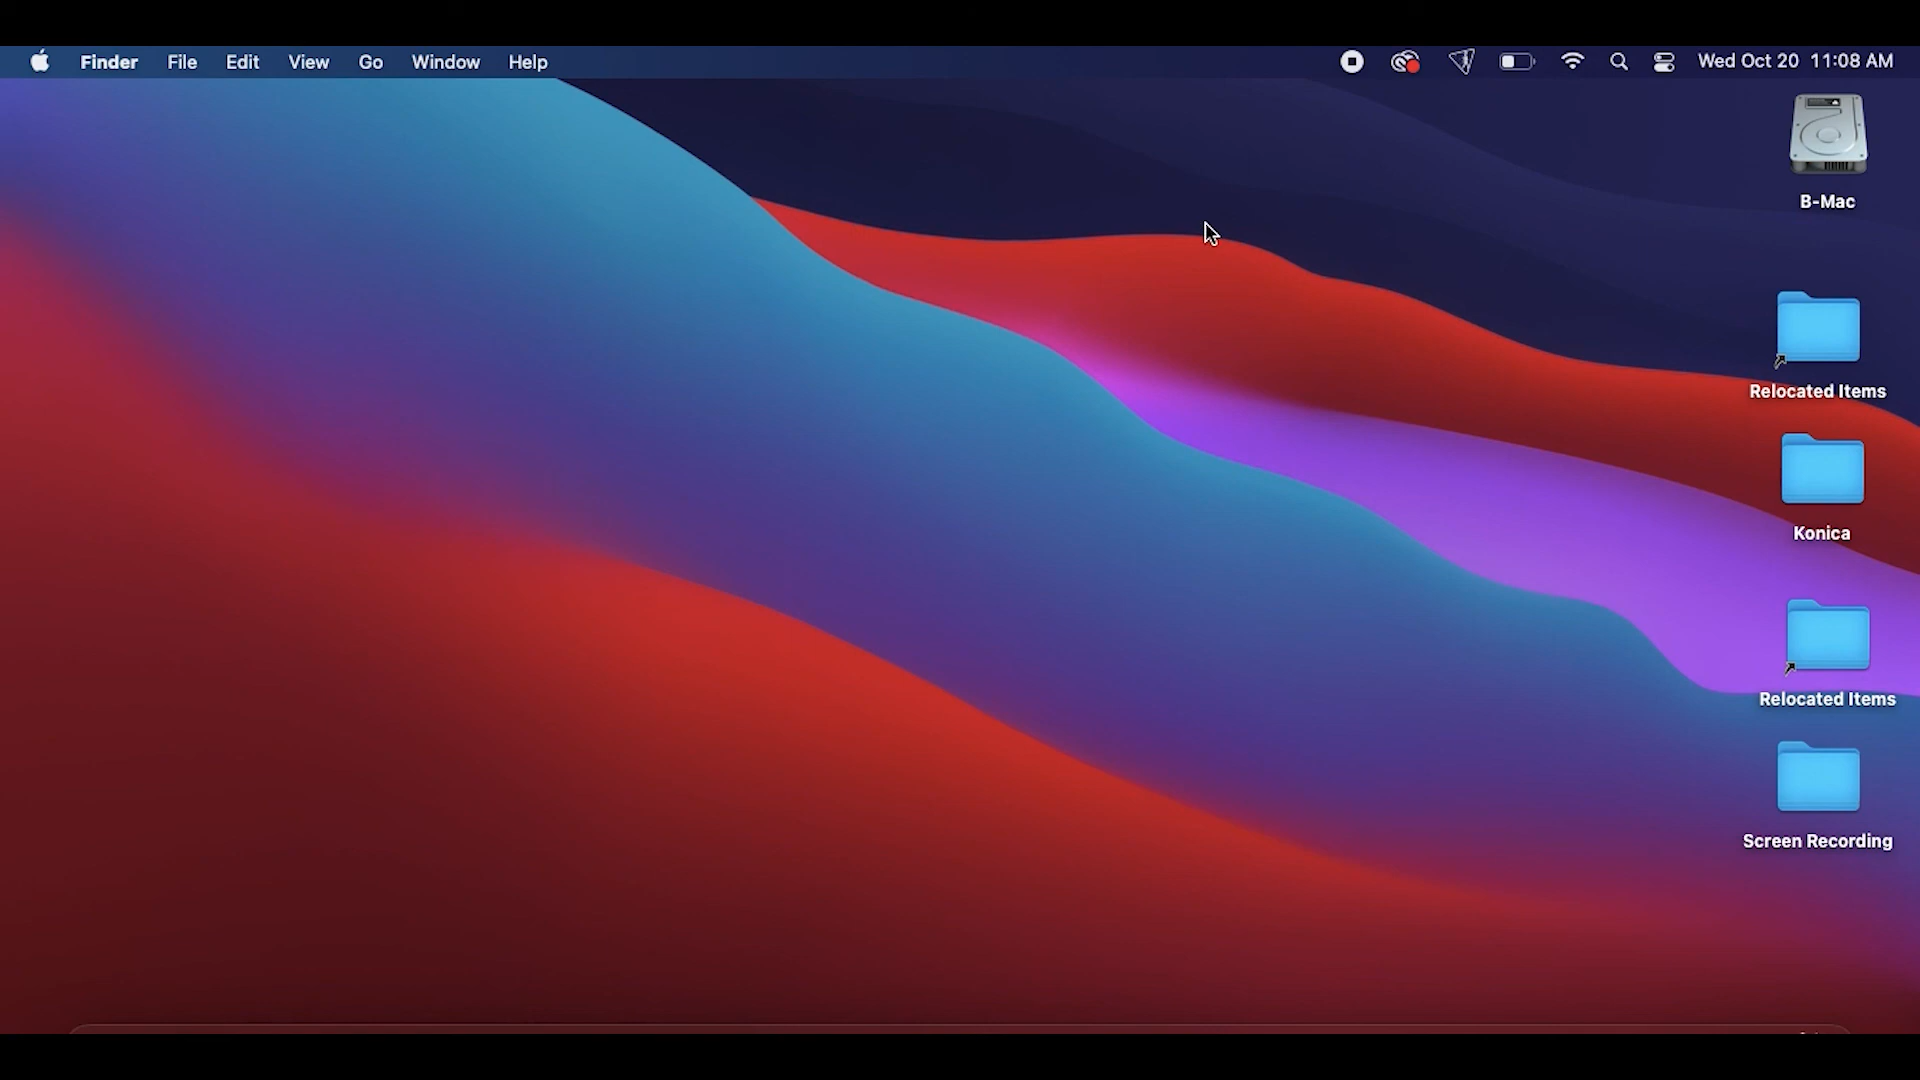 Finder File Edit View Go Window Help Wed Oct 20 11:08 AM
B-Mac
Relocated Items
Konica
Relocated Items
Screen Recording